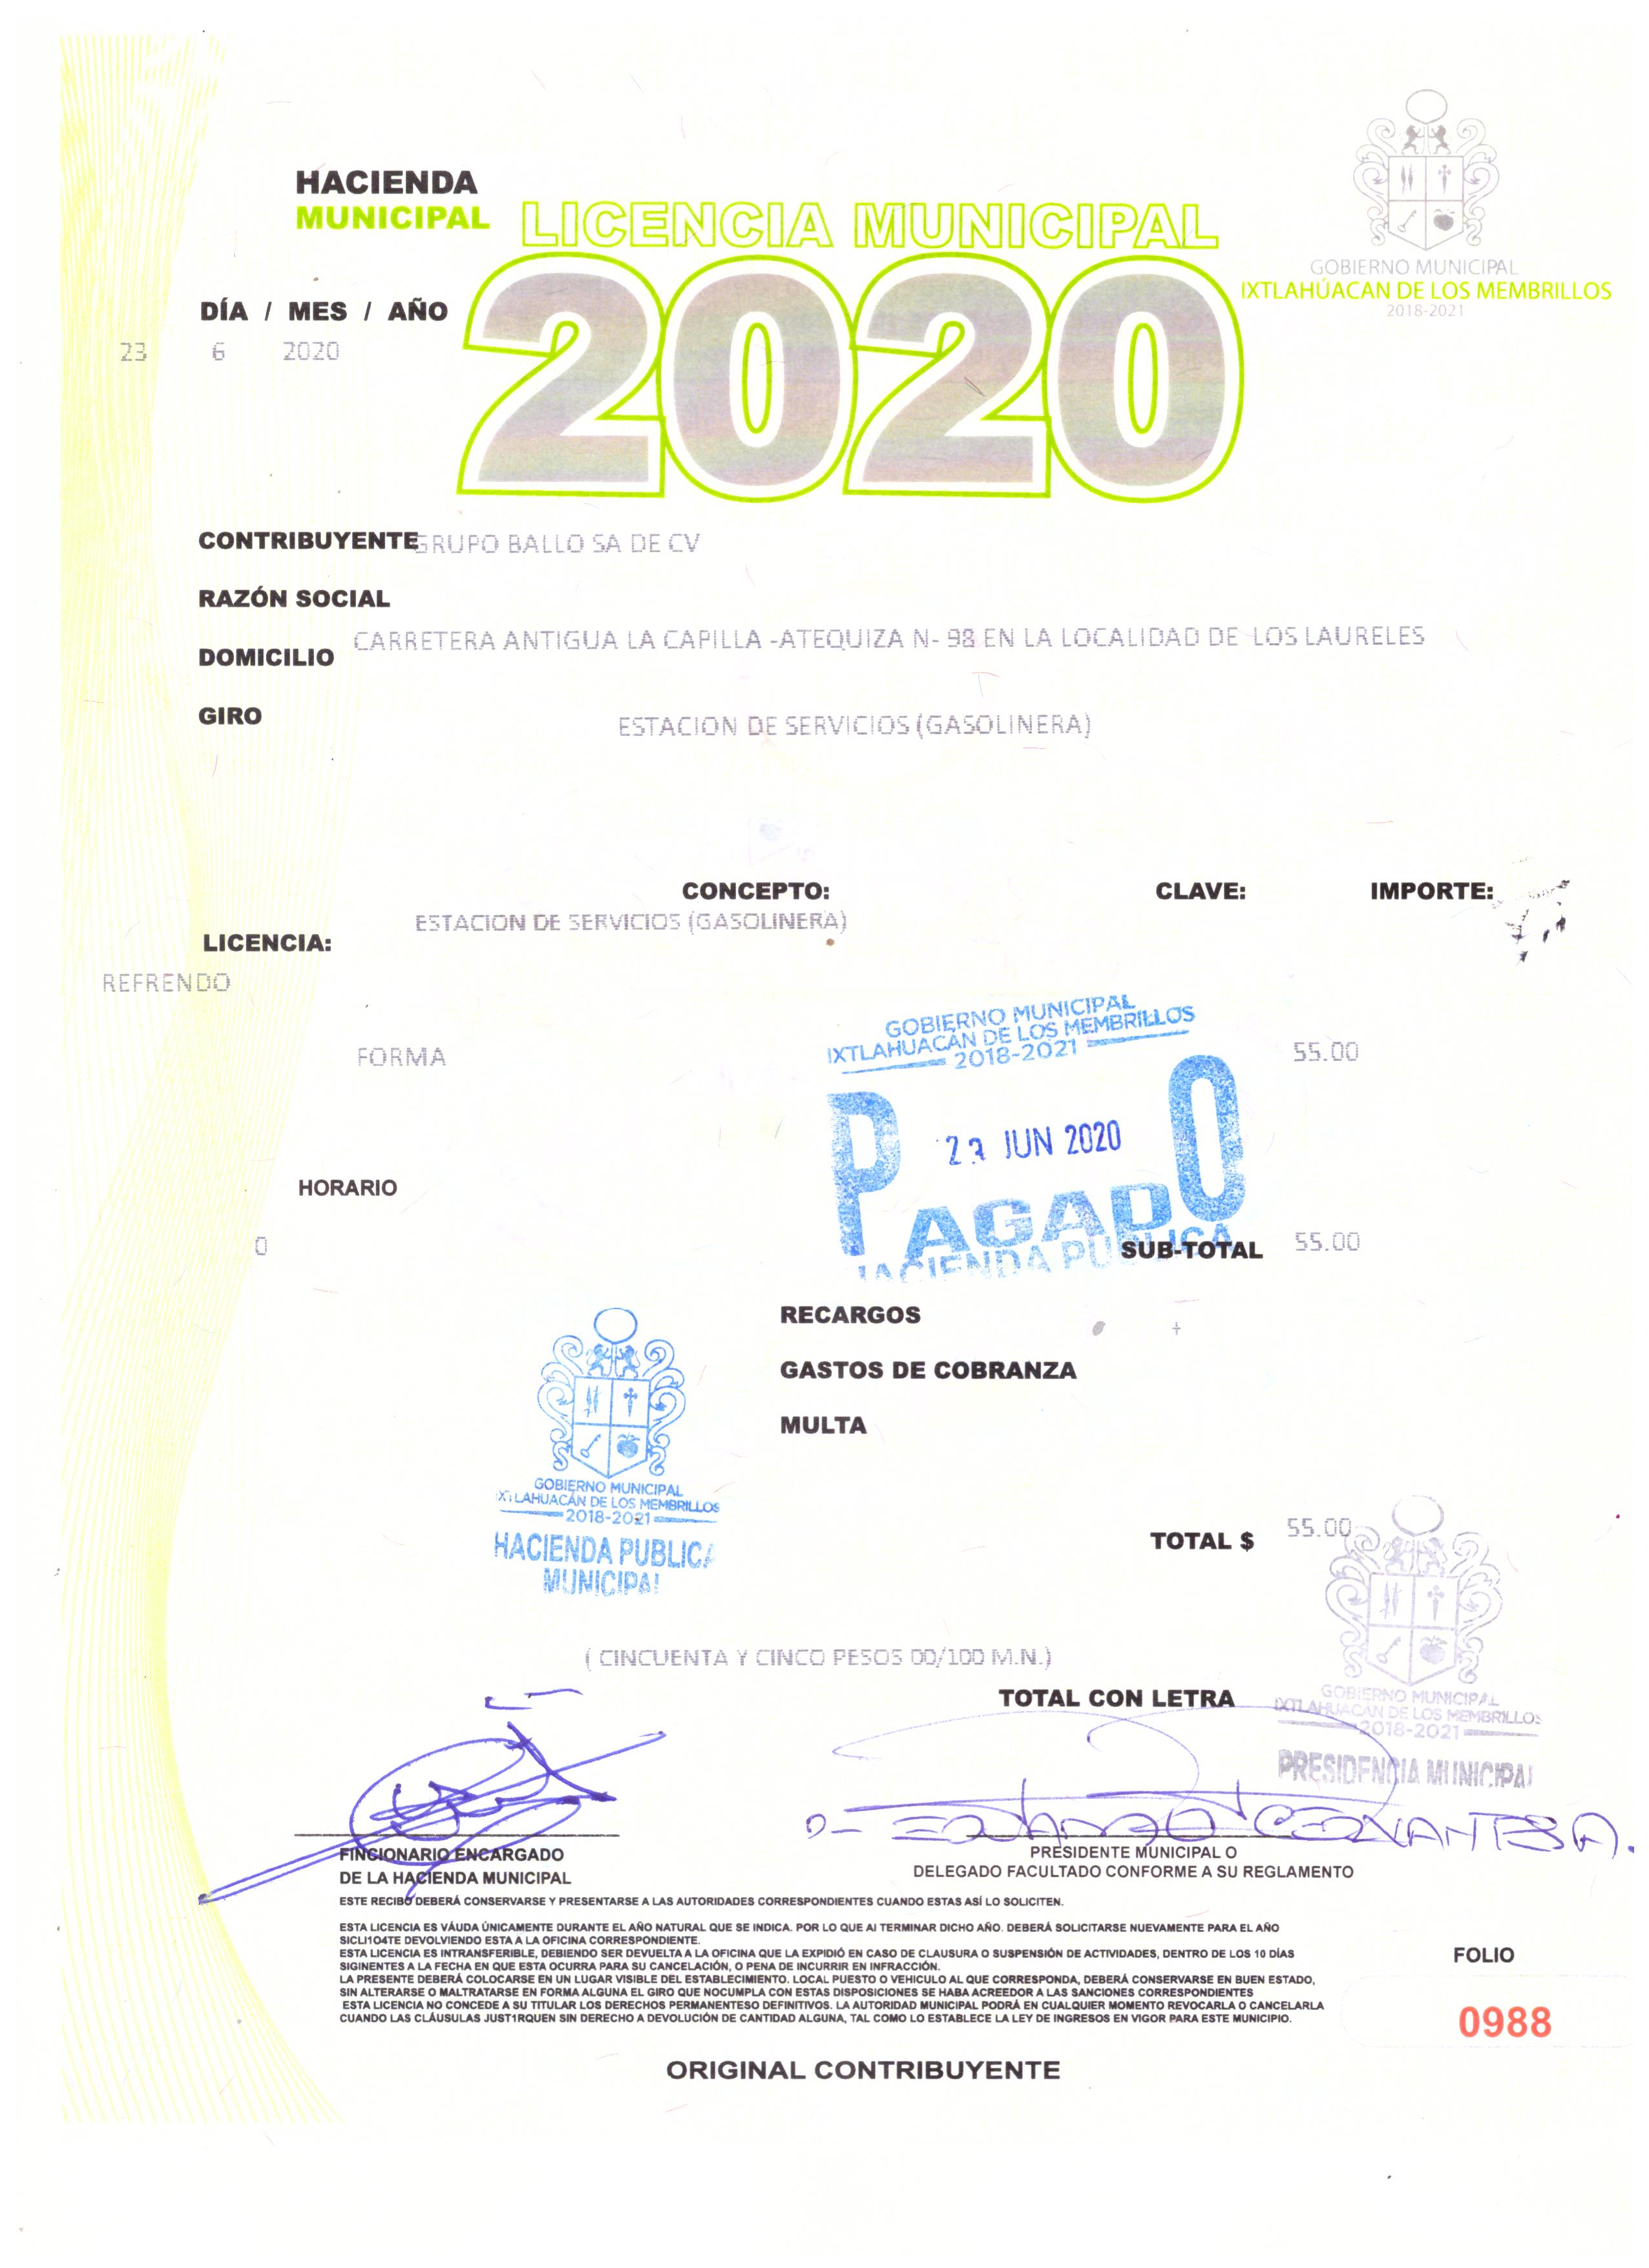 HACIENDA
MUNICIPAL
LICENCIA MUNICIPAL
2020
GOBIERNO MUNICIPAL
IXTLAHÚACAN DE LOS MEMBRILLOS
2018-2021
DÍA / MES / AÑO
23 6 2020
CONTRIBUYENTE GRUPO BALLO SA DE CV
RAZÓN SOCIAL
DOMICILIO CARRETERA ANTIGUA LA CAPILLA -ATEQUIZA N- 98 EN LA LOCALIDAD DE LOS LAURELES
GIRO ESTACION DE SERVICIOS (GASOLINERA)
CONCEPTO: CLAVE: IMPORTE:
ESTACION DE SERVICIOS (GASOLINERA)
LICENCIA:
REFRENDO
GOBIERNO MUNICIPAL
IXTLAHUACÁN DE LOS MEMBRILLOS
2018-2021
FORMA 55.00
JUN 2020
PAGADO
HACIENDA PUBLICA
HORARIO
0
SUB-TOTAL 55.00
RECARGOS
GASTOS DE COBRANZA
MULTA
GOBIERNO MUNICIPAL
IXTLAHUACÁN DE LOS MEMBRILLOS
2018-2021
HACIENDA PUBLICA
MUNICIPAL
TOTAL $ 55.00
( CINCUENTA Y CINCO PESOS 00/100 M.N.)
TOTAL CON LETRA
GOBIERNO MUNICIPAL
IXTLAHUACAN DE LOS MEMBRILLOS
2018-2021
PRESIDENCIA MUNICIPAL
EDUARDO CERVANTES A.
FINCIONARIO ENCARGADO
DE LA HACIENDA MUNICIPAL
PRESIDENTE MUNICIPAL O
DELEGADO FACULTADO CONFORME A SU REGLAMENTO
ESTE RECIBO DEBERÁ CONSERVARSE Y PRESENTARSE A LAS AUTORIDADES CORRESPONDIENTES CUANDO ESTAS ASÍ LO SOLICITEN.
ESTA LICENCIA ES VÁUDA ÚNICAMENTE DURANTE EL AÑO NATURAL QUE SE INDICA. POR LO QUE AI TERMINAR DICHO AÑO. DEBERÁ SOLICITARSE NUEVAMENTE PARA EL AÑO
SICLI1O4TE DEVOLVIENDO ESTA A LA OFICINA CORRESPONDIENTE.
ESTA LICENCIA ES INTRANSFERIBLE, DEBIENDO SER DEVUELTA A LA OFICINA QUE LA EXPIDIÓ EN CASO DE CLAUSURA O SUSPENSIÓN DE ACTIVIDADES, DENTRO DE LOS 10 DÍAS
SIGINENTES A LA FECHA EN QUE ESTA OCURRA PARA SU CANCELACIÓN, O PENA DE INCURRIR EN INFRACCIÓN.
LA PRESENTE DEBERÁ COLOCARSE EN UN LUGAR VISIBLE DEL ESTABLECIMIENTO. LOCAL PUESTO O VEHICULO AL QUE CORRESPONDA, DEBERÁ CONSERVARSE EN BUEN ESTADO,
SIN ALTERARSE O MALTRATARSE EN FORMA ALGUNA EL GIRO QUE NOCUMPLA CON ESTAS DISPOSICIONES SE HABA ACREEDOR A LAS SANCIONES CORRESPONDIENTES
ESTA LICENCIA NO CONCEDE A SU TITULAR LOS DERECHOS PERMANENTESO DEFINITIVOS. LA AUTORIDAD MUNICIPAL PODRÁ EN CUALQUIER MOMENTO REVOCARLA O CANCELARLA
CUANDO LAS CLÁUSULAS JUST1RQUEN SIN DERECHO A DEVOLUCIÓN DE CANTIDAD ALGUNA, TAL COMO LO ESTABLECE LA LEY DE INGRESOS EN VIGOR PARA ESTE MUNICIPIO.
FOLIO
0988
ORIGINAL CONTRIBUYENTE